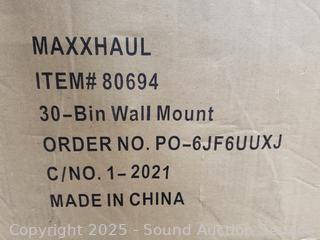 MAXXHAUL
ITEM# 80694
30-Bin Wall Mount
ORDER NO. PO-6JF6UUXJ
C/NO. 1- 2021
MADE IN CHINA
Copyright 2025 - Sound Auction Service